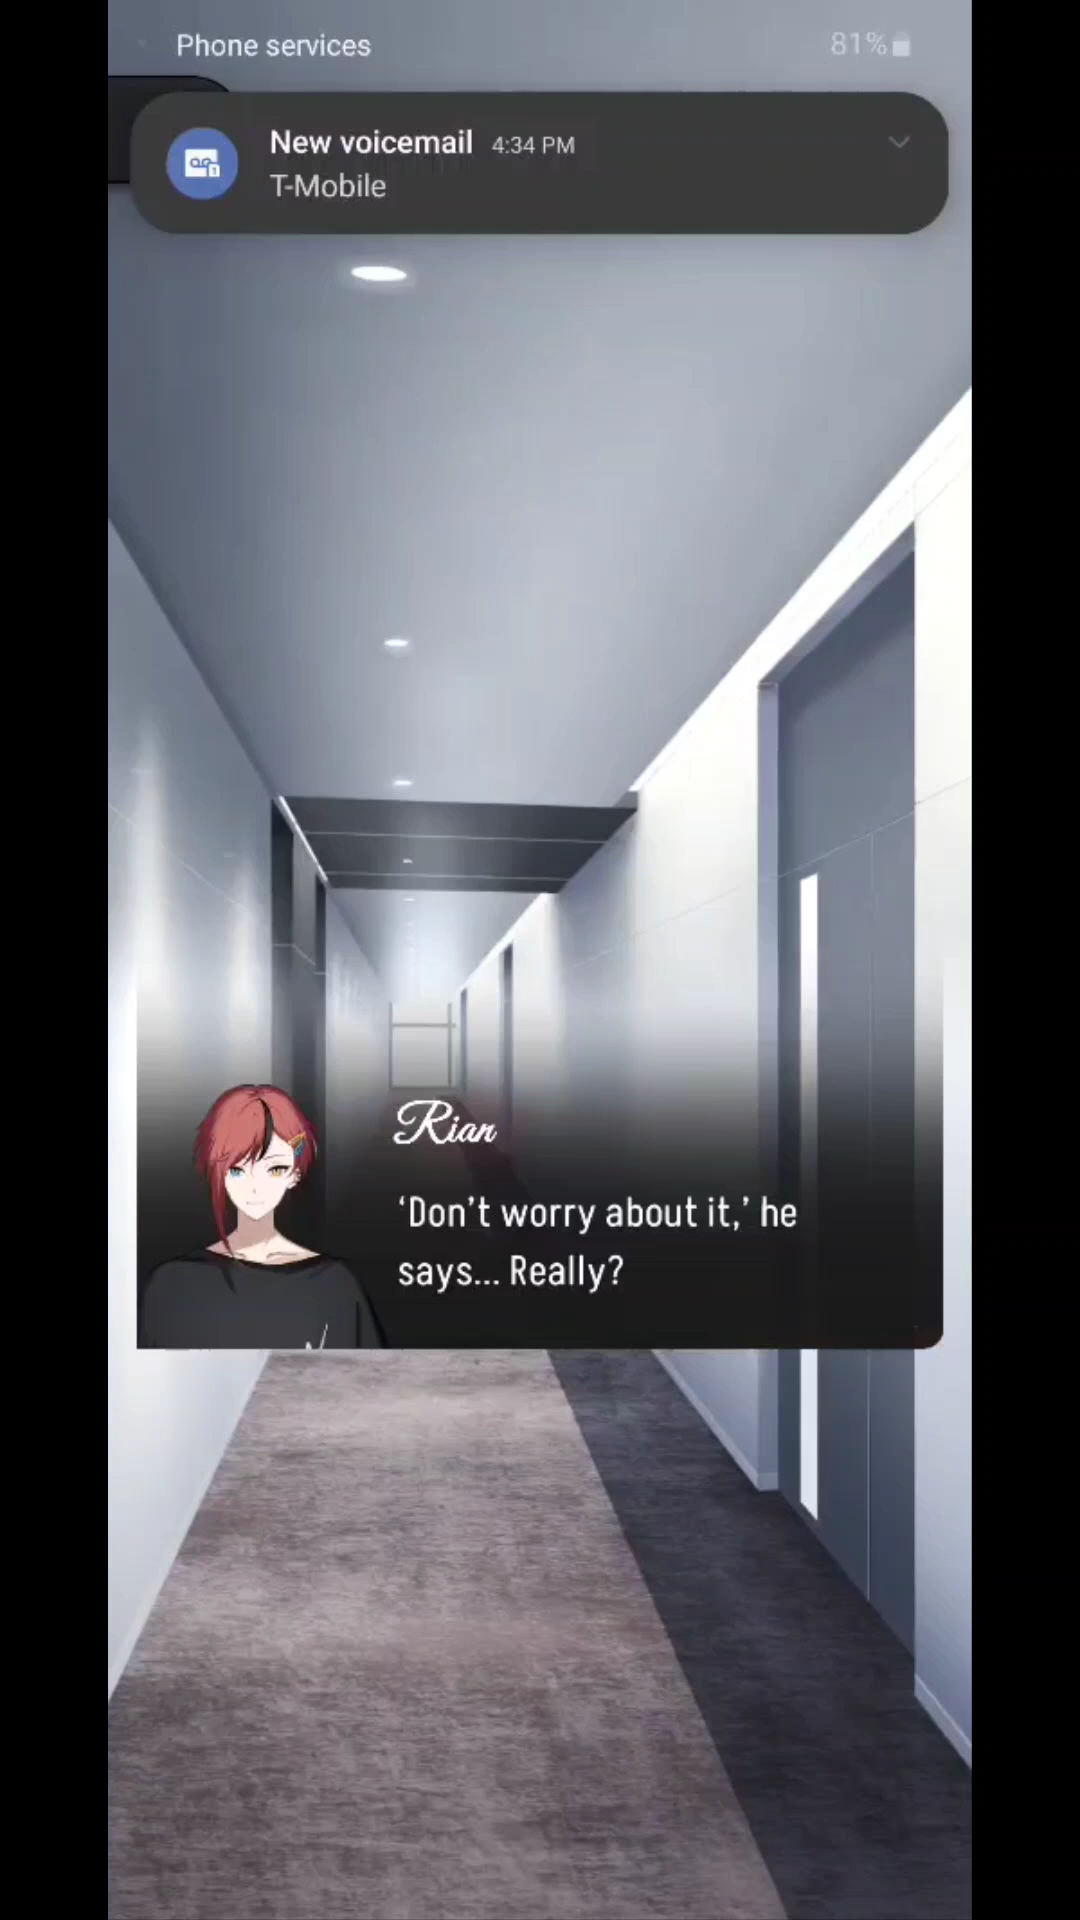 Phone services
81%
New voicemail 4:34 PM
T-Mobile
Rian
‘Don’t worry about it,’ he
says... Really?